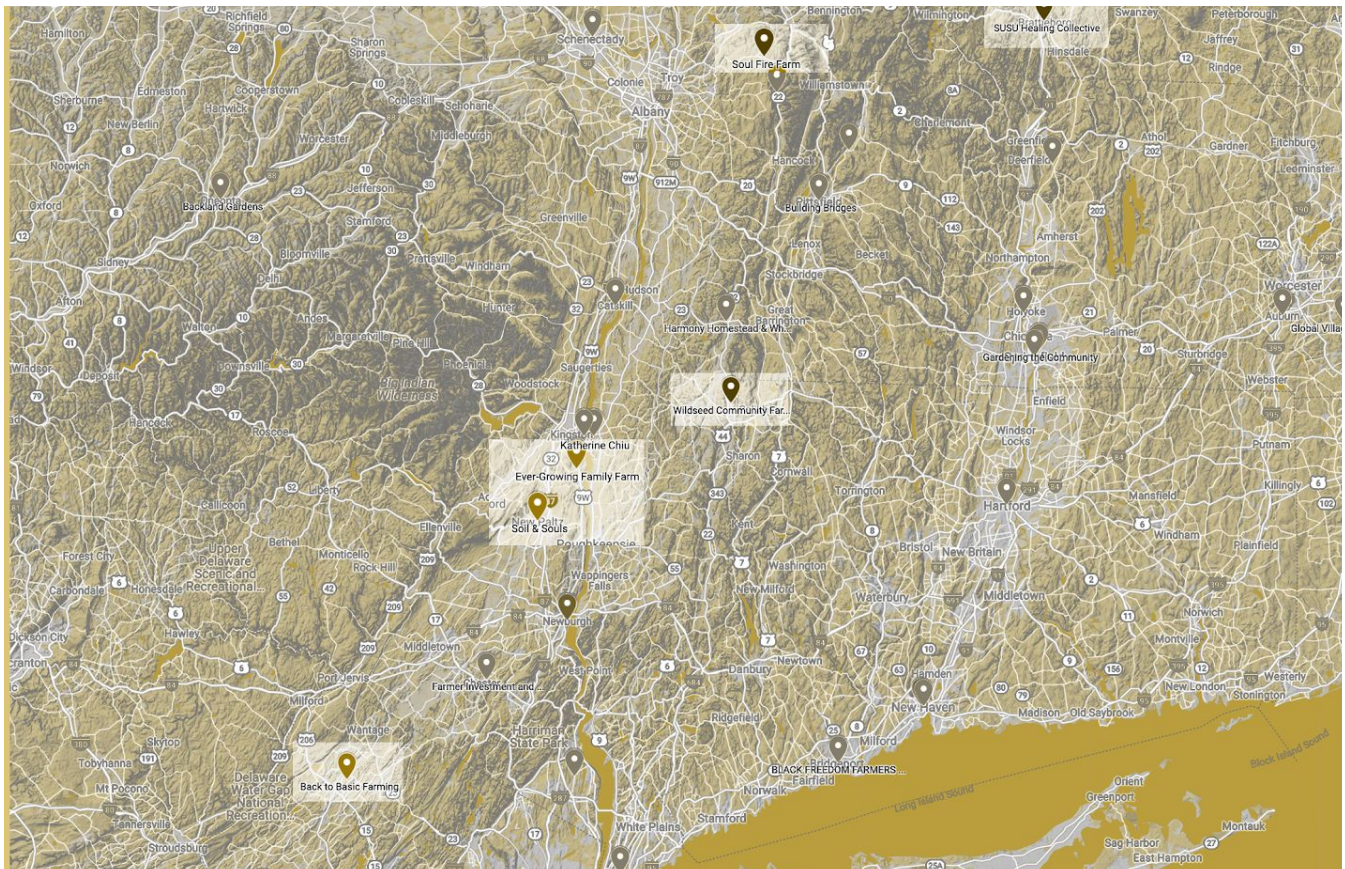 Richfield
Springs
Hamilton
Sharon
Springs
Schenectady
Bennington
Wilmington
Brattleboro
SUSU Healing Collective
Swanzey
Peterborough
Hinsdale
Jaffrey
Rindge
Soul Fire Farm
Colonie
Troy
Albany
Williamstown
Sherburne
Edmeston
Cooperstown
Hartwick
New Berlin
Cobleskill
Schoharie
Middleburgh
Worcester
Norwich
Charlemont
Greenfield
Deerfield
Athol
Gardner
Fitchburg
Leominster
Hancock
Pittsfield
Building Bridges
Backland Gardens
Oxford
Jefferson
Stamford
Greenville
Lenox
Becket
Amherst
Northampton
Sidney
Bloomville
Prattsville
Windham
Delhi
Stockbridge
Hudson
Catskill
Hunter
Great
Barrington
Harmony Homestead & Wh...
Holyoke
Worcester
Auburn
Global Villa
Afton
Walton
Andes
Margaretville
Pine Hill
Phoenicia
Saugerties
Gardening the Community
Palmer
Sturbridge
Windsor
Deposit
Downsville
Big Indian
Wilderness
Woodstock
Wildseed Community Far...
Enfield
Webster
Hancock
Roscoe
Kingston
Katherine Chiu
Sharon
Cornwall
Windsor
Locks
Putnam
Ever-Growing Family Farm
Torrington
Hartford
Mansfield
Killingly
Callicoon
Liberty
New Paltz
Soil & Souls
Kent
Windham
Poughkeepsie
Ellenville
Bristol
New Britain
Plainfield
Forest City
Upper
Delaware
Scenic and
Recreational...
Bethel
Monticello
Rock Hill
Wappingers
Falls
Washington
Carbondale
Honesdale
New Milford
Waterbury
Middletown
Newburgh
Norwich
Dickson City
cranton
Hawley
Middletown
Montville
West Point
Danbury
Newtown
Port Jervis
Chester
Farmer Investment and ...
Hamden
Westerly
New London
Stonington
Milford
New Haven
Madison
Old Saybrook
Wantage
Harriman
State Park
Ridgefield
Skytop
Tobyhanna
Milford
Bridgeport
BLACK FREEDOM FARMERS ...
Fairfield
Block Island Sound
Mt Pocono
Delaware
Water Gap
National
Recreation...
Back to Basic Farming
Norwalk
Long Island Sound
Orient
Greenport
Tannersville
Stroudsburg
Stamford
White Plains
Montauk
Sag Harbor
East Hampton